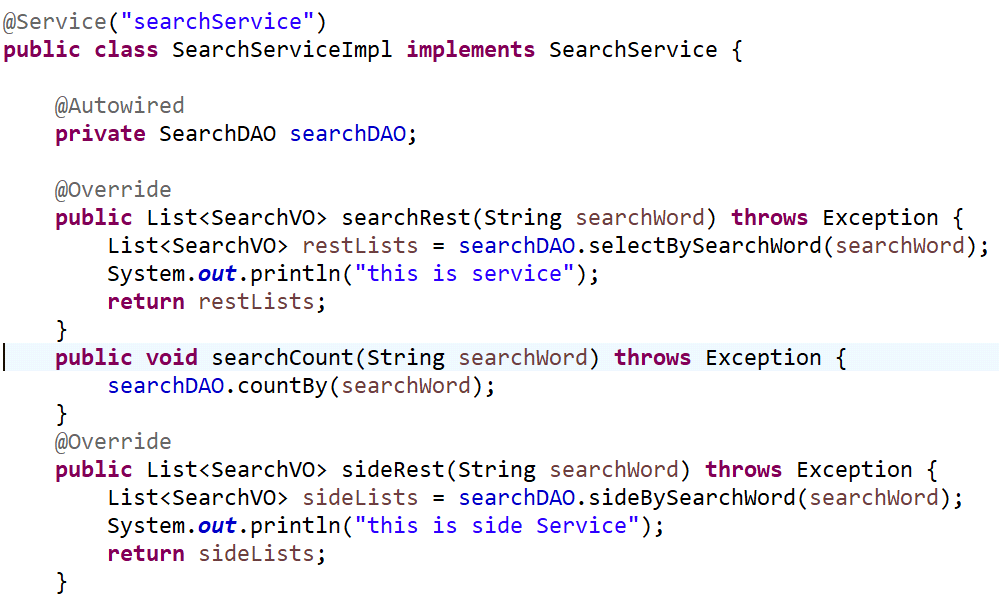 @Service("searchService")
public class SearchServiceImpl implements SearchService {
@Autowired
private SearchDAO searchDAO;
@Override
public List<SearchVO> searchRest(String searchWord) throws Exception {
List<SearchVO> restLists = searchDAO.selectBySearchWord(searchWord);
System.out.println("this is service");
return restLists;
}
public void searchCount(String searchWord) throws Exception {
searchDAO.countBy(searchWord);
}
@Override
public List<SearchVO> sideRest(String searchWord) throws Exception {
List<SearchVO> sideLists = searchDAO.sideBySearchWord(searchWord);
System.out.println("this is side Service");
return sideLists;
}